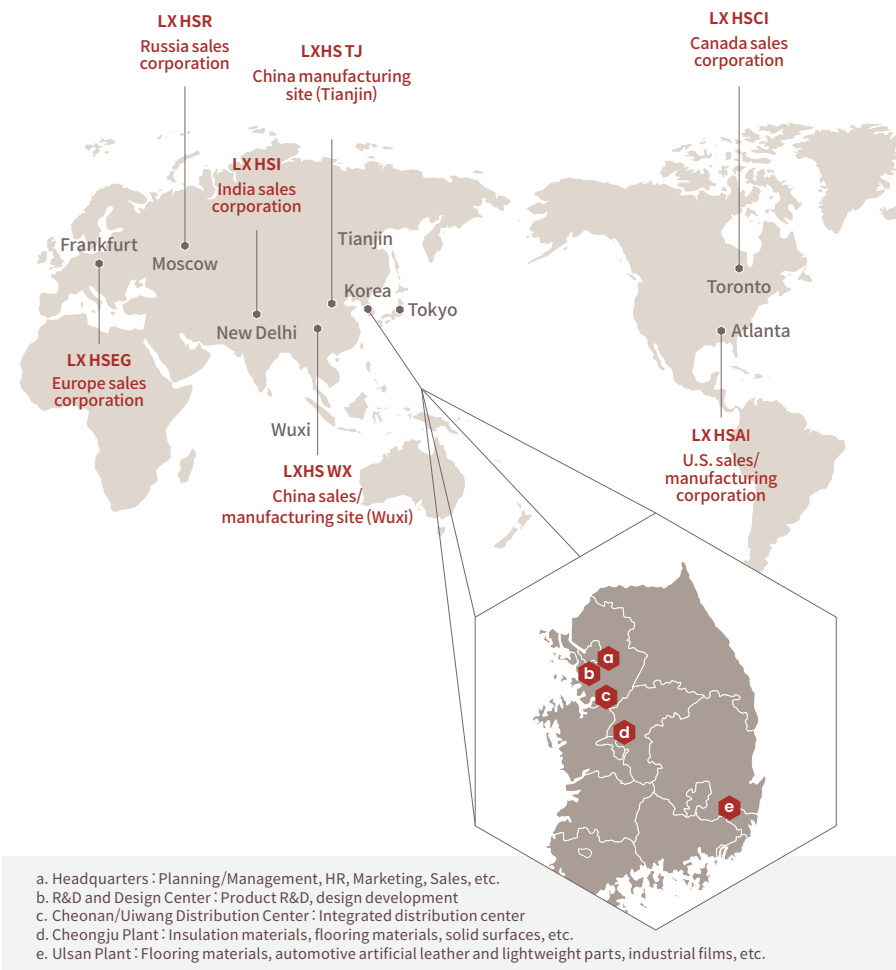 LX HSR
Russia sales
corporation
LXHS TJ
China manufacturing
site (Tianjin)
LX HSCI
Canada sales
corporation
LX HSI
India sales
corporation
Frankfurt
Moscow
Tianjin
Korea
Tokyo
New Delhi
Toronto
Atlanta
LX HSEG
Europe sales
corporation
Wuxi
LXHS WX
China sales/
manufacturing site (Wuxi)
LX HSAI
U.S. sales/
manufacturing
corporation
a
b
c
d
e
a. Headquarters : Planning/Management, HR, Marketing, Sales, etc.
b. R&D and Design Center : Product R&D, design development
c. Cheonan/Uiwang Distribution Center : Integrated distribution center
d. Cheongju Plant : Insulation materials, flooring materials, solid surfaces, etc.
e. Ulsan Plant : Flooring materials, automotive artificial leather and lightweight parts, industrial films, etc.